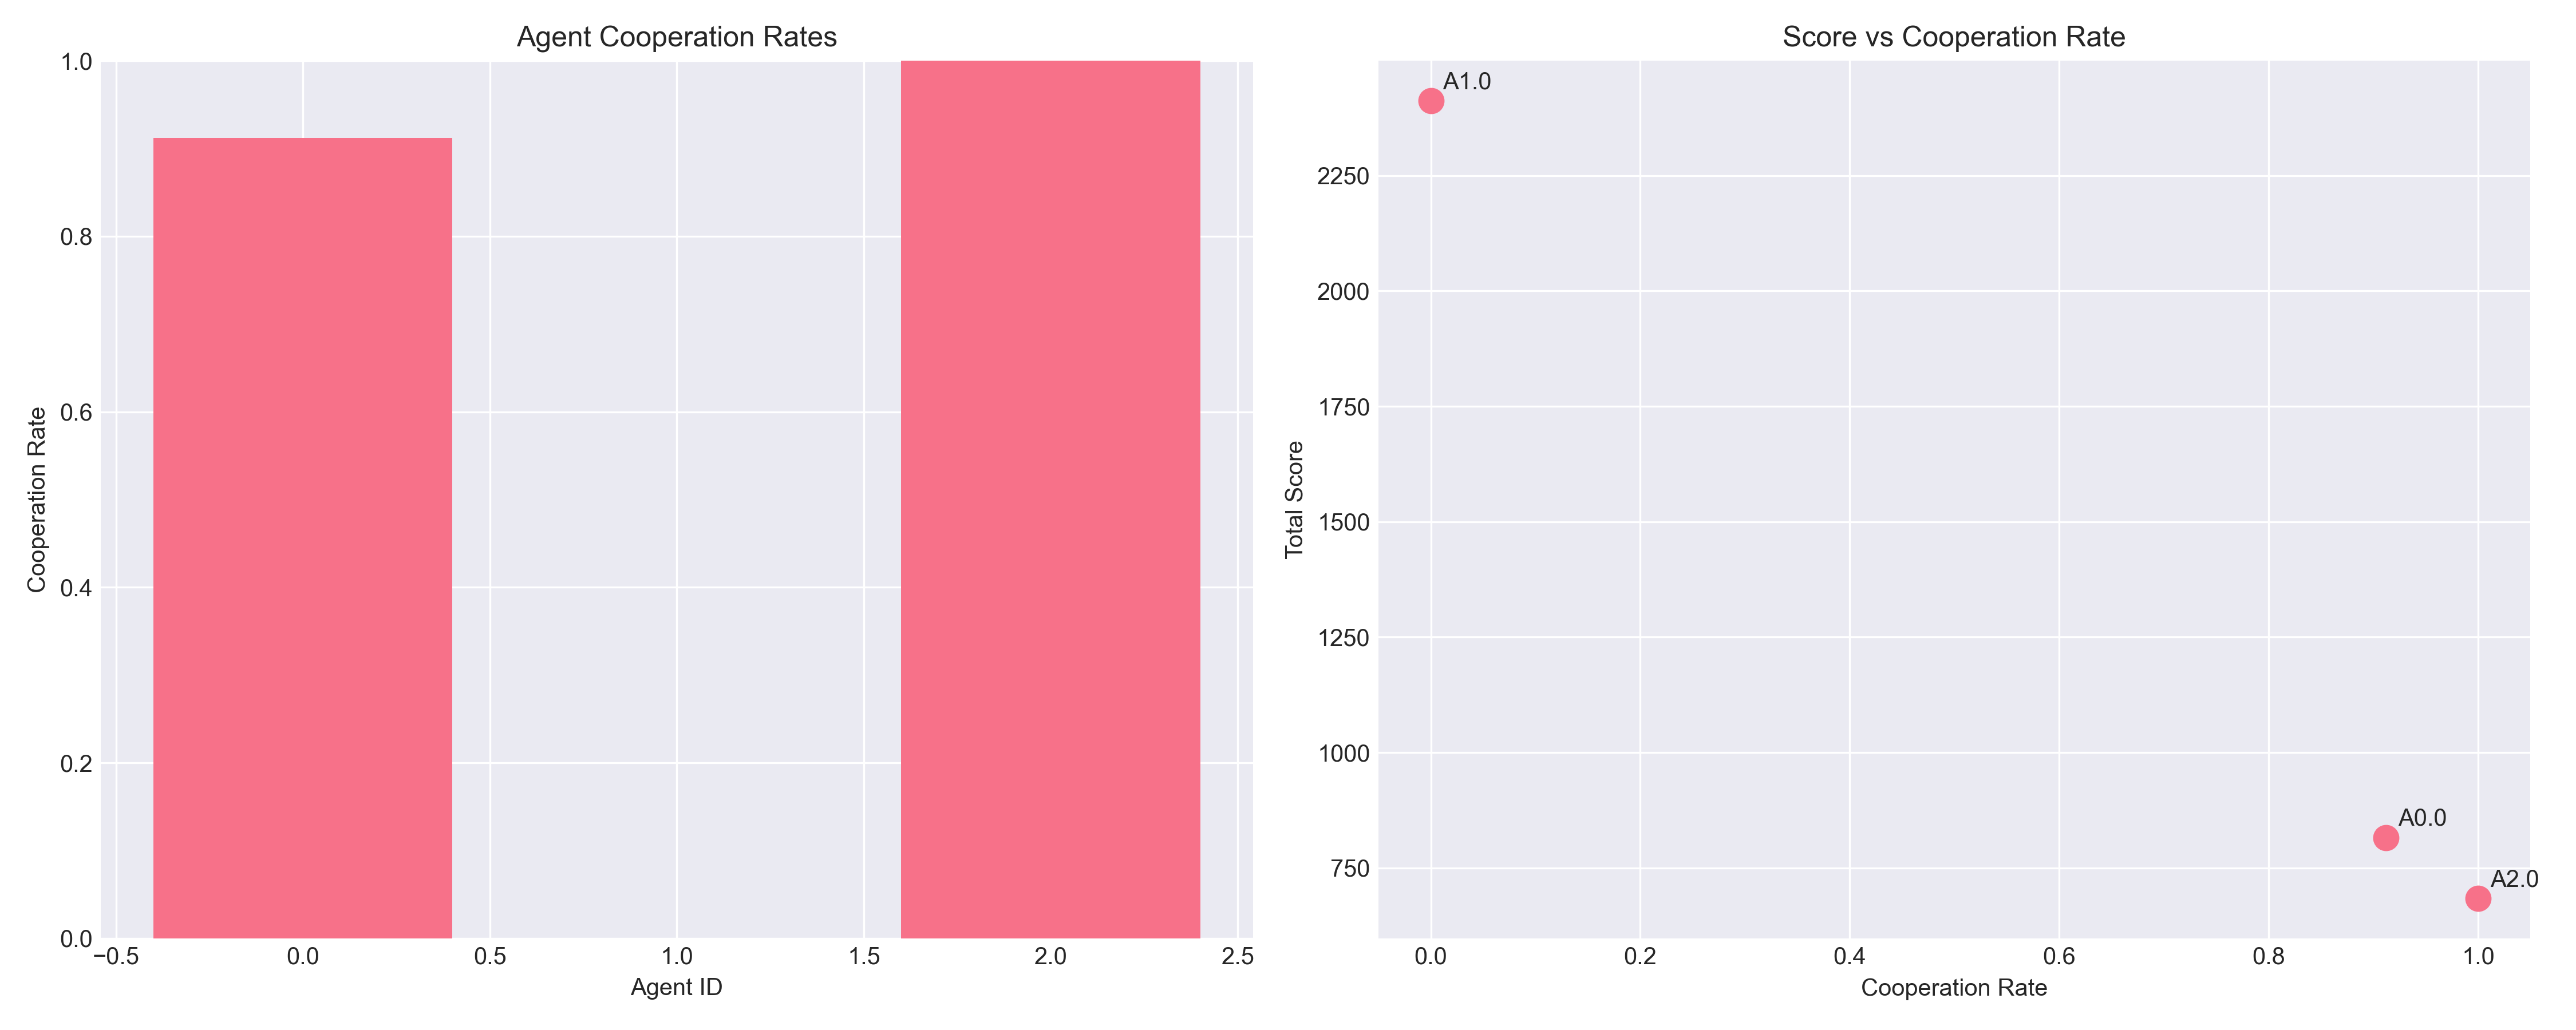 Agent Cooperation Rates
1.0
0.8
0.6
0.4
0.2
0.0
Cooperation Rate
−0.5 0.0 0.5 1.0 1.5 2.0 2.5
Agent ID
Score vs Cooperation Rate
A1.0
2250
2000
1750
1500
1250
1000
750
Total Score
A0.0
A2.0
0.0 0.2 0.4 0.6 0.8 1.0
Cooperation Rate